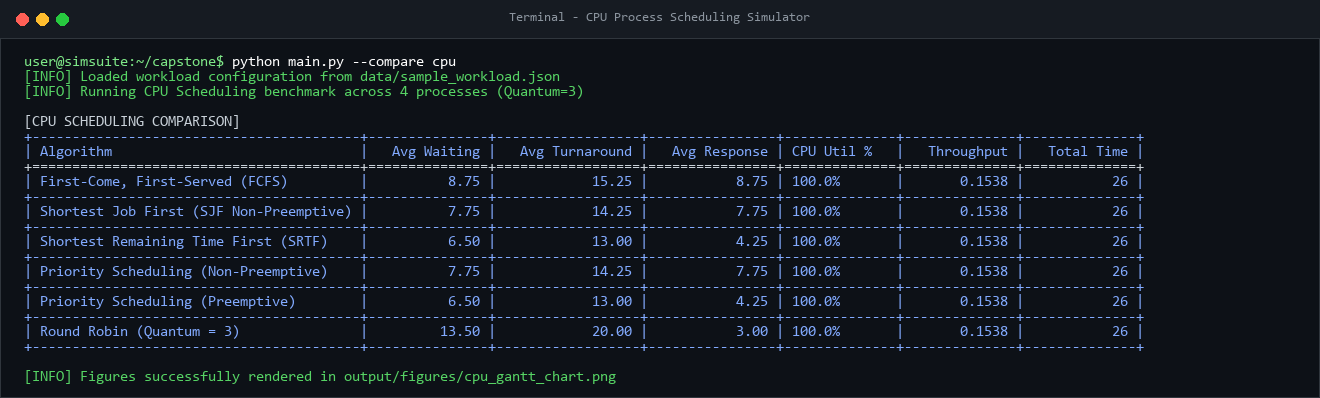 Terminal - CPU Process Scheduling Simulator
user@simsuite:~/capstone$ python main.py --compare cpu
[INFO] Loaded workload configuration from data/sample_workload.json
[INFO] Running CPU Scheduling benchmark across 4 processes (Quantum=3)
[CPU SCHEDULING COMPARISON]
+-----------------------------------------+---------------+------------------+----------------+--------------+--------------+--------------+
| Algorithm                               |   Avg Waiting |   Avg Turnaround |   Avg Response | CPU Util %   |   Throughput |   Total Time |
+=========================================+===============+==================+================+==============+==============+==============+
| First-Come, First-Served (FCFS)         |          8.75 |            15.25 |           8.75 | 100.0%       |       0.1538 |           26 |
+-----------------------------------------+---------------+------------------+----------------+--------------+--------------+--------------+
| Shortest Job First (SJF Non-Preemptive) |          7.75 |            14.25 |           7.75 | 100.0%       |       0.1538 |           26 |
+-----------------------------------------+---------------+------------------+----------------+--------------+--------------+--------------+
| Shortest Remaining Time First (SRTF)    |          6.50 |            13.00 |           4.25 | 100.0%       |       0.1538 |           26 |
+-----------------------------------------+---------------+------------------+----------------+--------------+--------------+--------------+
| Priority Scheduling (Non-Preemptive)    |          7.75 |            14.25 |           7.75 | 100.0%       |       0.1538 |           26 |
+-----------------------------------------+---------------+------------------+----------------+--------------+--------------+--------------+
| Priority Scheduling (Preemptive)        |          6.50 |            13.00 |           4.25 | 100.0%       |       0.1538 |           26 |
+-----------------------------------------+---------------+------------------+----------------+--------------+--------------+--------------+
| Round Robin (Quantum = 3)               |         13.50 |            20.00 |           3.00 | 100.0%       |       0.1538 |           26 |
+-----------------------------------------+---------------+------------------+----------------+--------------+--------------+--------------+
[INFO] Figures successfully rendered in output/figures/cpu_gantt_chart.png